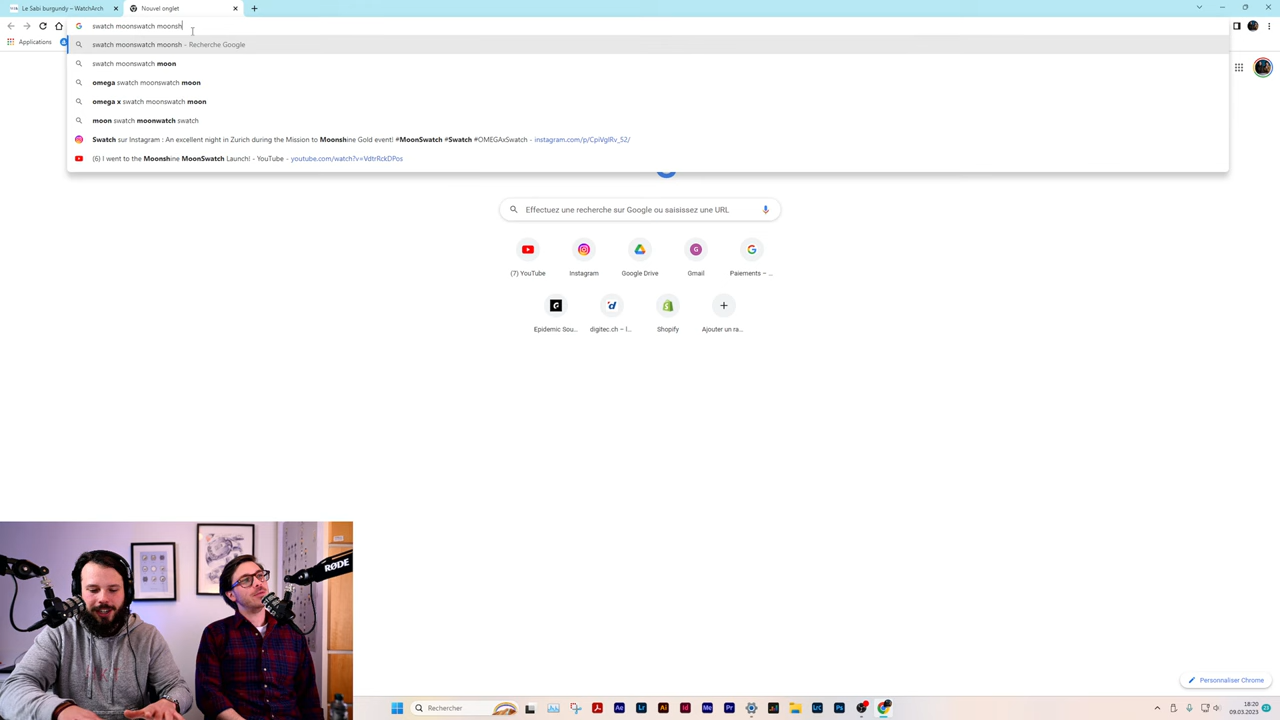 Le Sabi burgundy – WatchArch
Nouvel onglet
swatch moonswatch moonsh
Applications
swatch moonswatch moonsh - Recherche Google
swatch moonswatch moon
omega swatch moonswatch moon
omega x swatch moonswatch moon
moon swatch moonwatch swatch
Swatch sur Instagram : An excellent night in Zurich during the Mission to Moonshine Gold event! #MoonSwatch #Swatch #OMEGAxSwatch - instagram.com/p/CpiVglRv_52/
(6) I went to the Moonshine MoonSwatch Launch! - YouTube - youtube.com/watch?v=VdtrRckDPos
Effectuez une recherche sur Google ou saisissez une URL
(7) YouTube
Instagram
Google Drive
Gmail
Paiements – ...
Epidemic Sou...
digitec.ch – l...
Shopify
Ajouter un ra...
RØDE
Personnaliser Chrome
Rechercher
18:20
09.03.2023